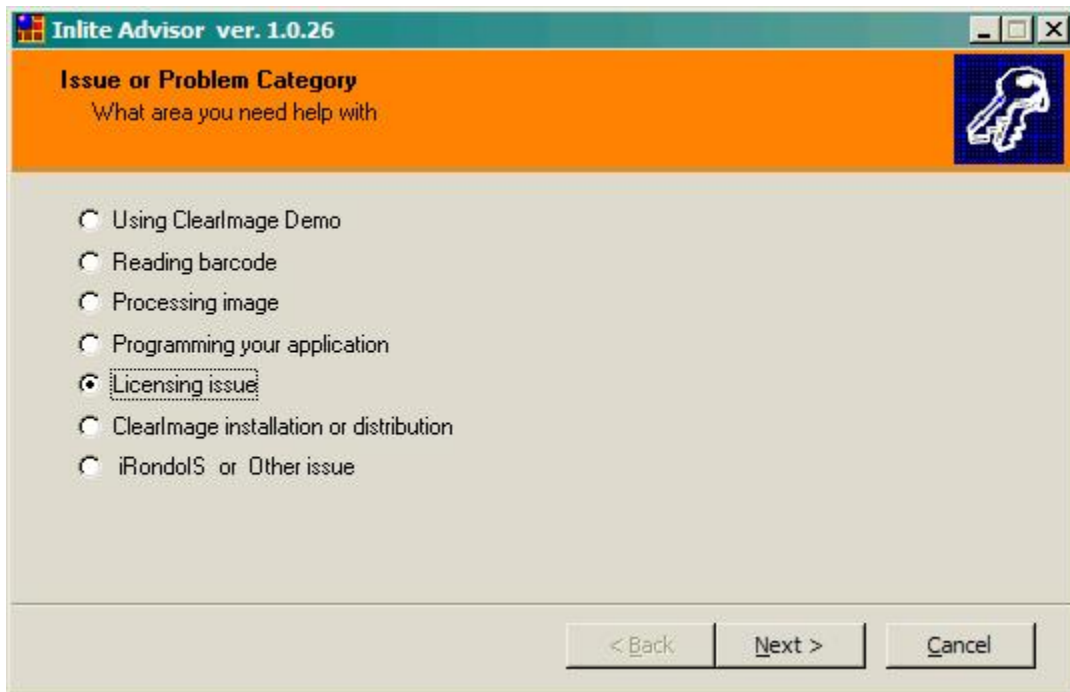 Inlite Advisor ver. 1.0.26
Issue or Problem Category
What area you need help with
Using ClearImage Demo
Reading barcode
Processing image
Programming your application
Licensing issue
ClearImage installation or distribution
iRondoIS or Other issue
< Back Next > Cancel